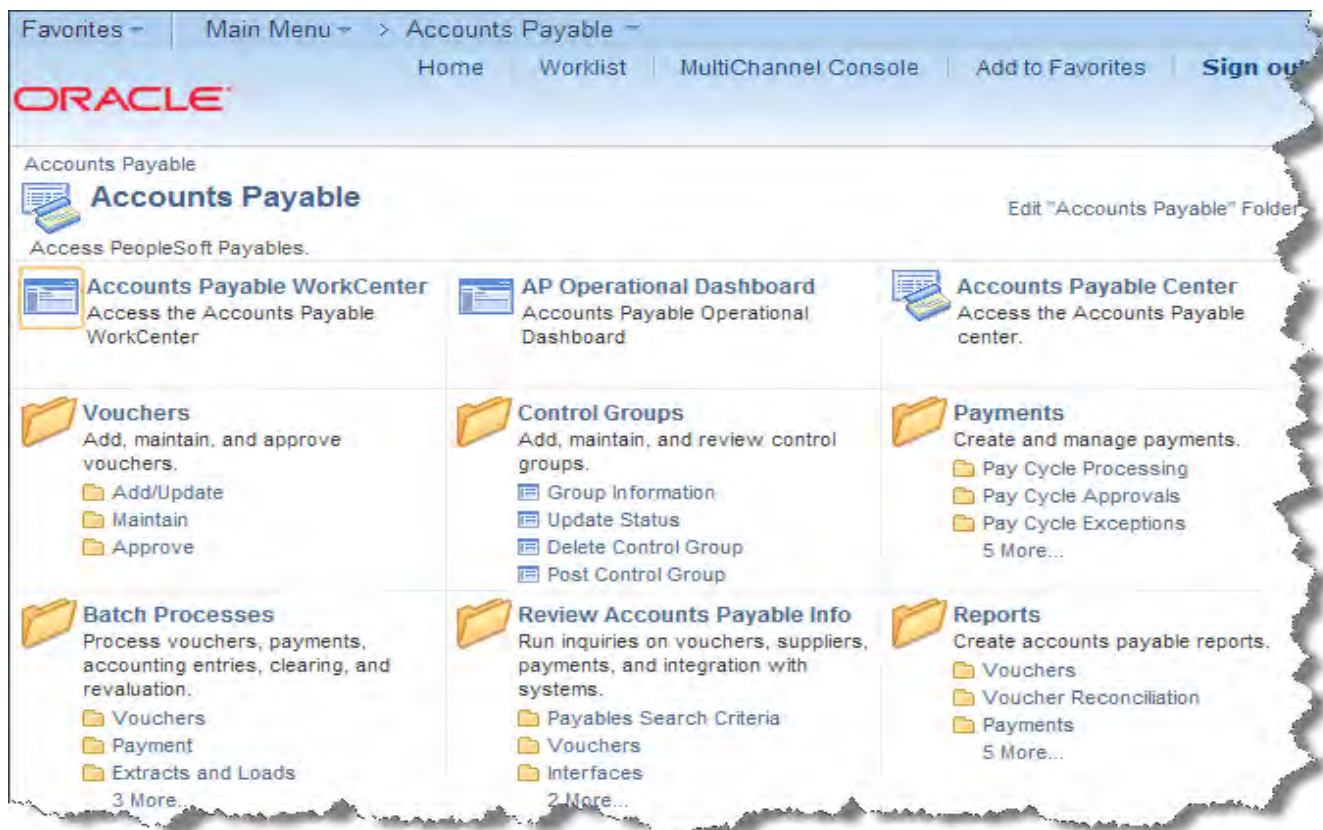 Favorites Main Menu > Accounts Payable
Home Worklist MultiChannel Console Add to Favorites Sign out
ORACLE
Accounts Payable
Accounts Payable
Edit "Accounts Payable" Folder
Access PeopleSoft Payables.
Accounts Payable WorkCenter
Access the Accounts Payable
WorkCenter
AP Operational Dashboard
Accounts Payable Operational
Dashboard
Accounts Payable Center
Access the Accounts Payable
center.
Vouchers
Add, maintain, and approve
vouchers.
Add/Update
Maintain
Approve
Control Groups
Add, maintain, and review control
groups.
Group Information
Update Status
Delete Control Group
Post Control Group
Payments
Create and manage payments.
Pay Cycle Processing
Pay Cycle Approvals
Pay Cycle Exceptions
5 More...
Batch Processes
Process vouchers, payments,
accounting entries, clearing, and
revaluation.
Vouchers
Payment
Extracts and Loads
3 More...
Review Accounts Payable Info
Run inquiries on vouchers, suppliers,
payments, and integration with
systems.
Payables Search Criteria
Vouchers
Interfaces
2 More...
Reports
Create accounts payable reports.
Vouchers
Voucher Reconciliation
Payments
5 More...